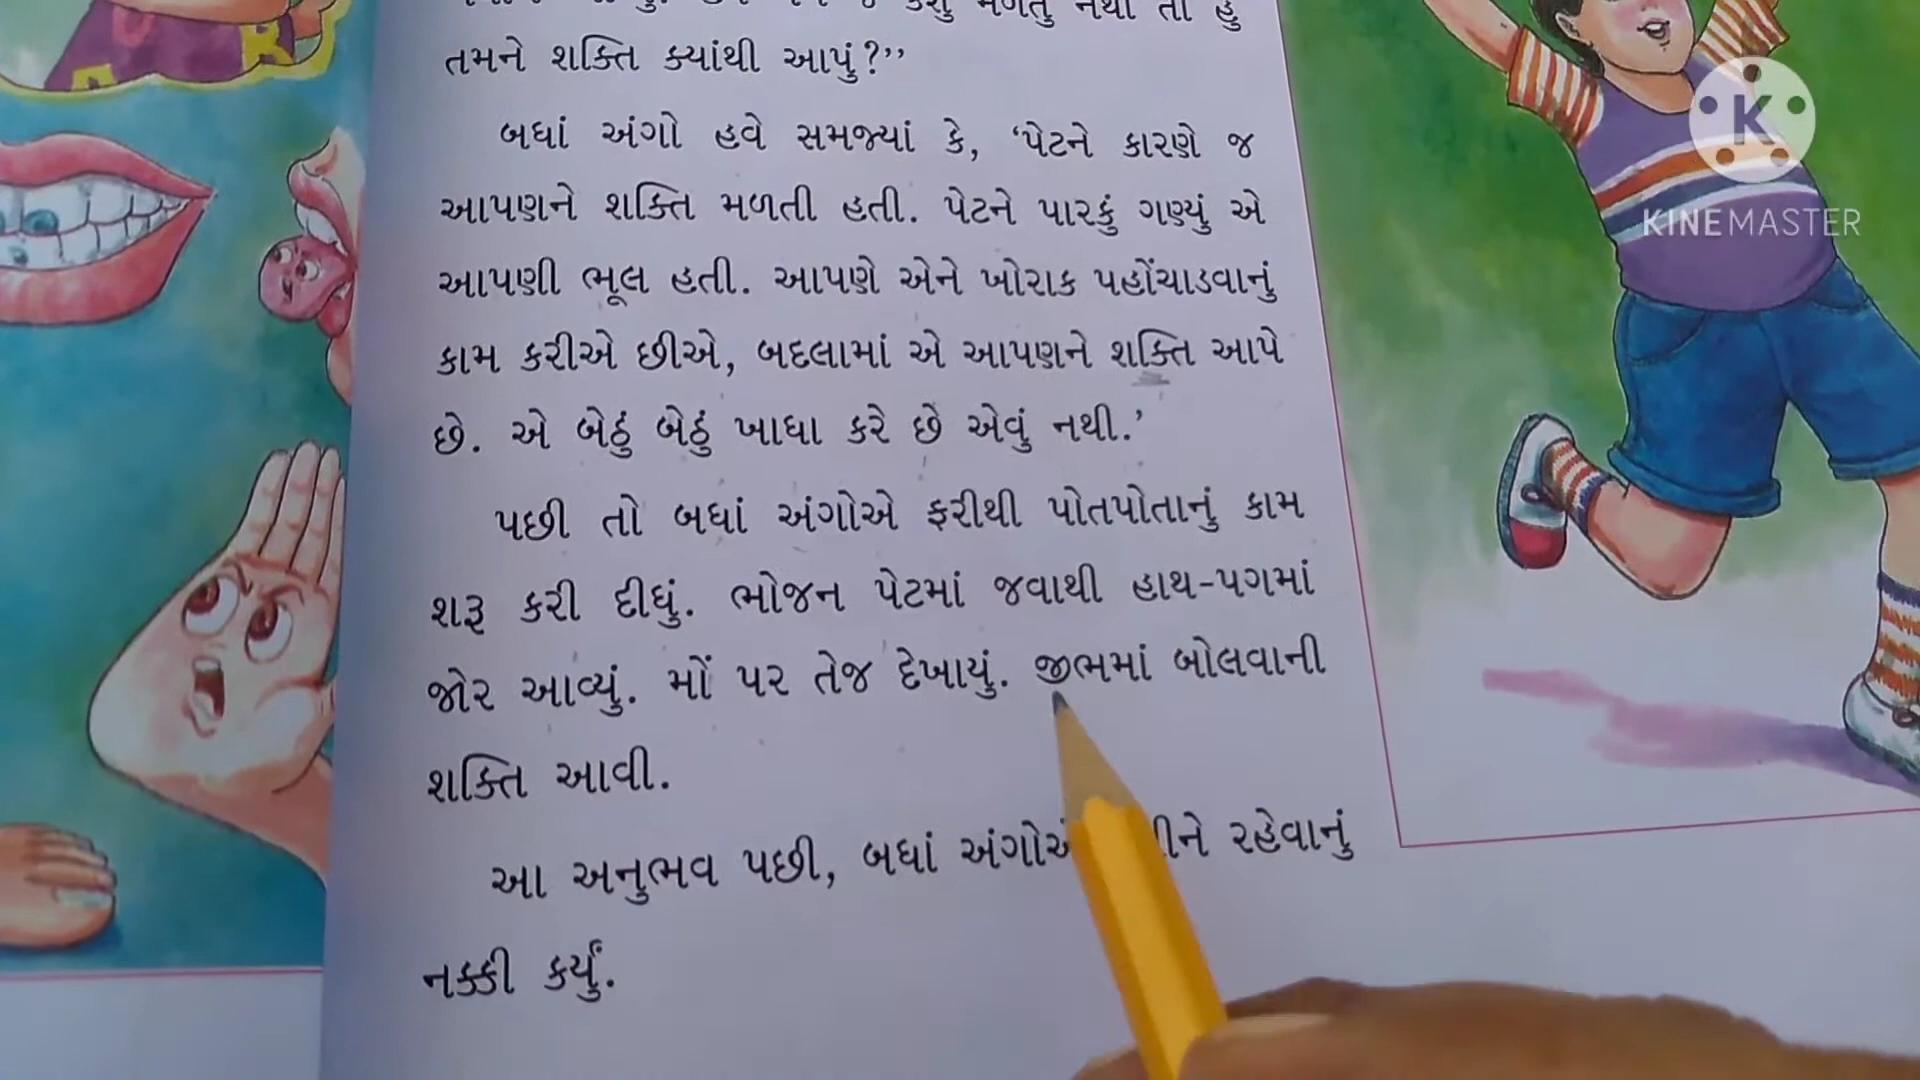 તમને શક્તિ ક્યાંથી આપું?”
બધાં અંગો હવે સમજ્યાં કે, ‘પેટને કારણે જ
આપણને શક્તિ મળતી હતી. પેટને પારકું ગણ્યું એ
આપણી ભૂલ હતી. આપણે એને ખોરાક પહોંચાડવાનું
કામ કરીએ છીએ, બદલામાં એ આપણને શક્તિ આપે
છે. એ બેઠું બેઠું ખાધા કરે છે એવું નથી.’
પછી તો બધાં અંગોએ ફરીથી પોતપોતાનું કામ
શરૂ કરી દીધું. ભોજન પેટમાં જવાથી હાથ-પગમાં
જોર આવ્યું. મોં પર તેજ દેખાયું. જીભમાં બોલવાની
શક્તિ આવી.
આ અનુભવ પછી, બધાં અંગોએ રહેવાનું
નક્કી કર્યું.
K
KINEMASTER